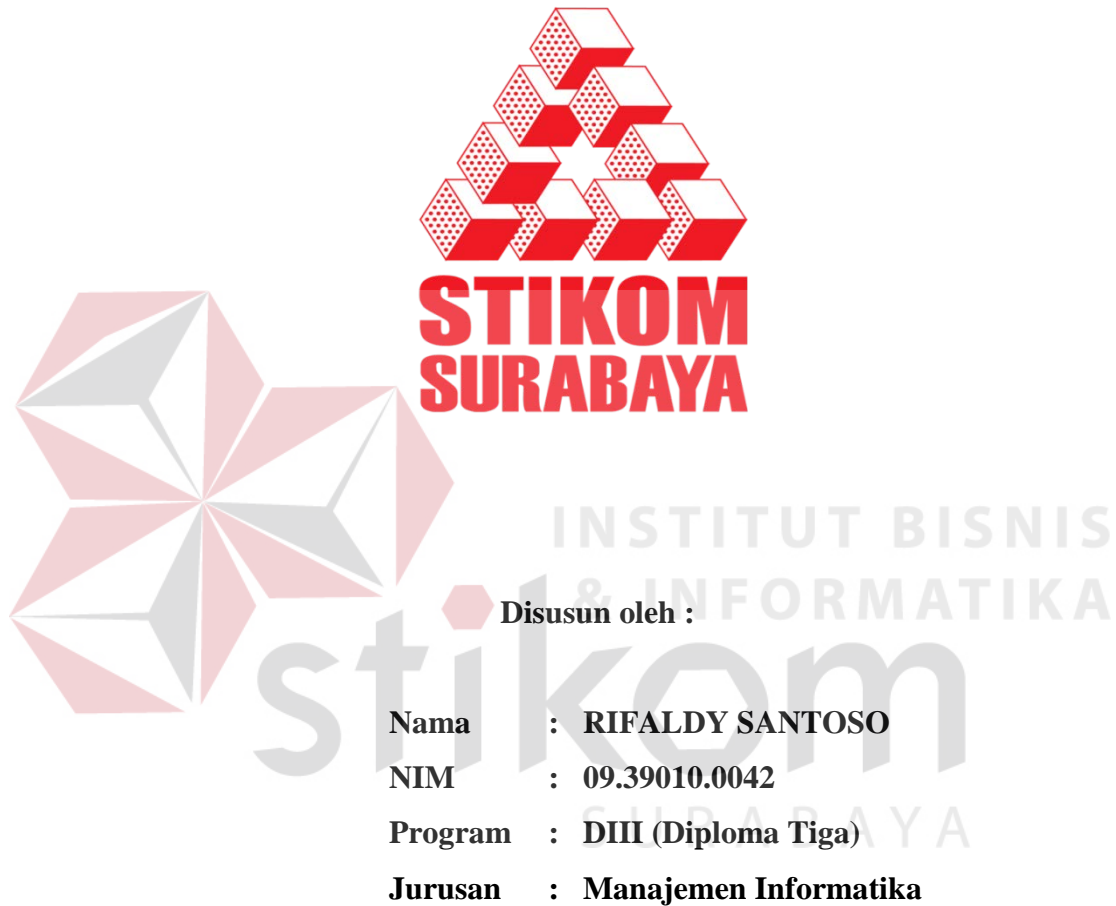 STIKOM
SURABAYA
INSTITUT BISNIS
& INFORMATIKA
stikom
SURABAYA
Disusun oleh :
Nama : RIFALDY SANTOSO
NIM : 09.39010.0042
Program : DIII (Diploma Tiga)
Jurusan : Manajemen Informatika